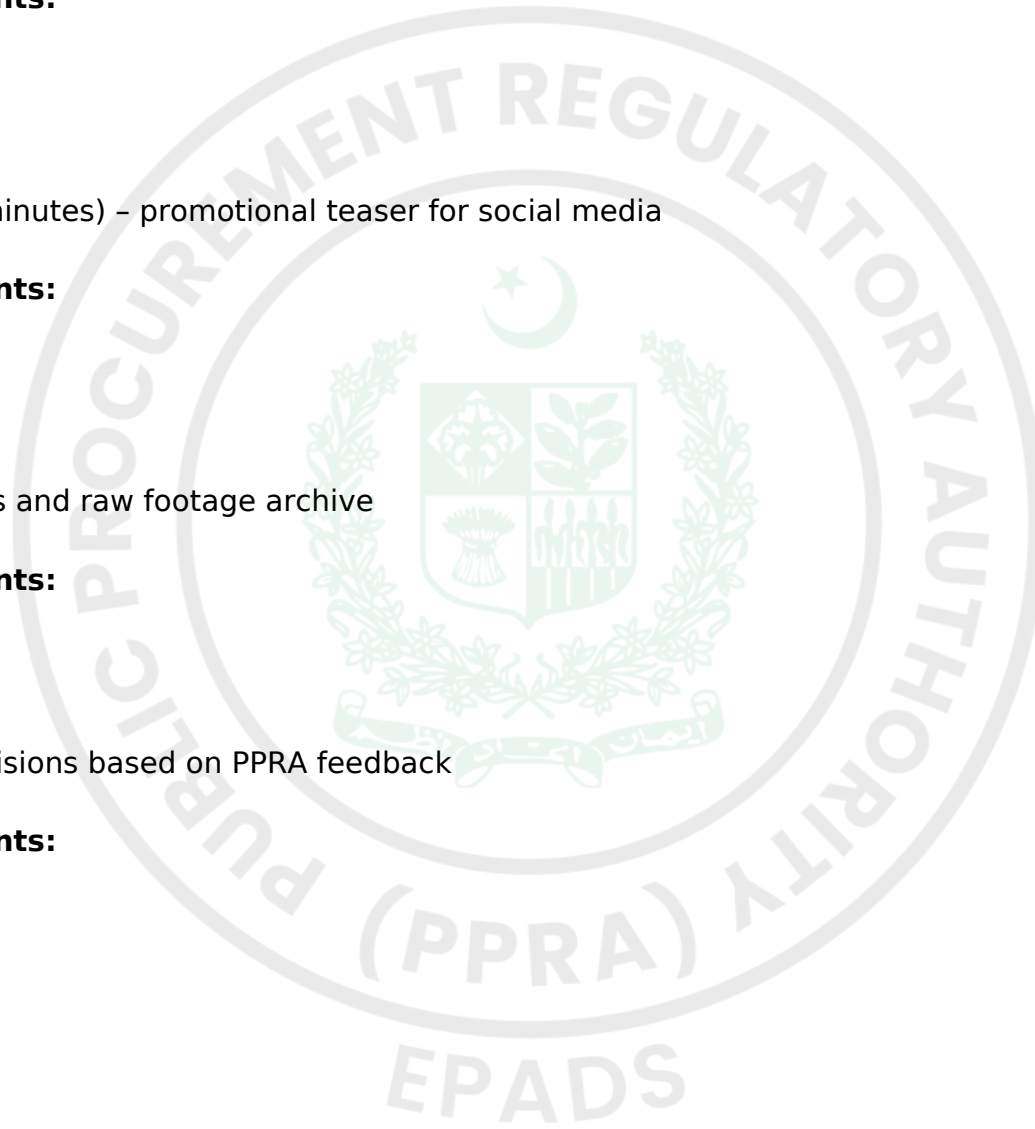 nts:
minutes) – promotional teaser for social media
nts:
s and raw footage archive
nts:
isions based on PPRA feedback
nts:
PUBLIC PROCUREMENT REGULATORY AUTHORITY
(PPRA)
EPADS